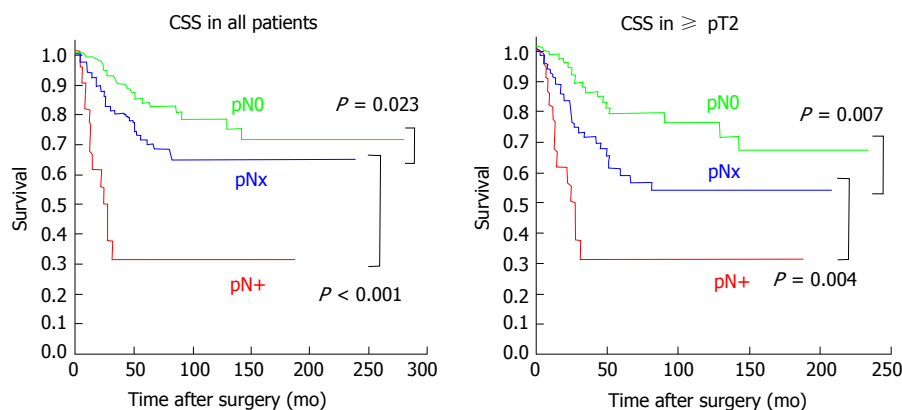 CSS in all patients
1.0
0.9
0.8
0.7
0.6
0.5
0.4
0.3
0.2
0.1
0.0
Survival
pN0
pNx
pN+
P = 0.023
P < 0.001
0 50 100 150 200 250 300
Time after surgery (mo)
CSS in ≥ pT2
1.0
0.9
0.8
0.7
0.6
0.5
0.4
0.3
0.2
0.1
0.0
Survival
pN0
pNx
pN+
P = 0.007
P = 0.004
0 50 100 150 200 250
Time after surgery (mo)